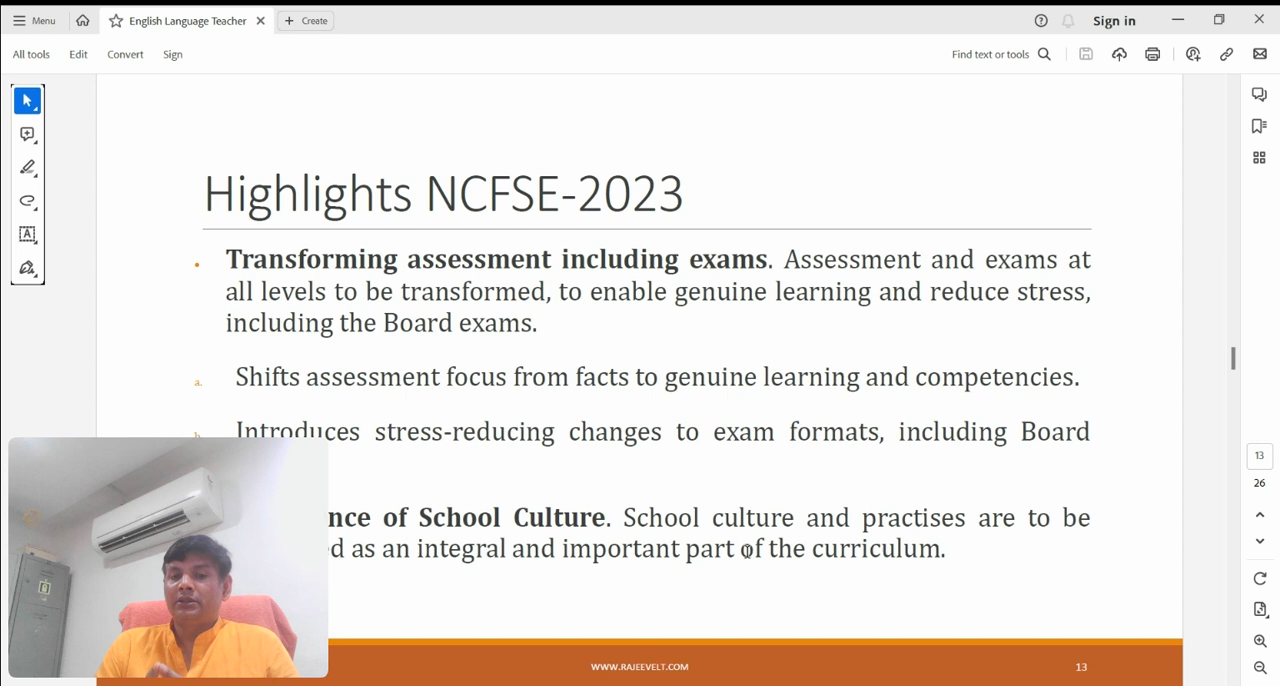 Menu
English Language Teacher
Create
Sign in
All tools
Edit
Convert
Sign
Find text or tools
Highlights NCFSE-2023
• Transforming assessment including exams. Assessment and exams at
all levels to be transformed, to enable genuine learning and reduce stress,
including the Board exams.
a. Shifts assessment focus from facts to genuine learning and competencies.
Introduces stress-reducing changes to exam formats, including Board
of School Culture. School culture and practises are to be
as an integral and important part of the curriculum.
WWW.RAJEEVELT.COM
13
13
26